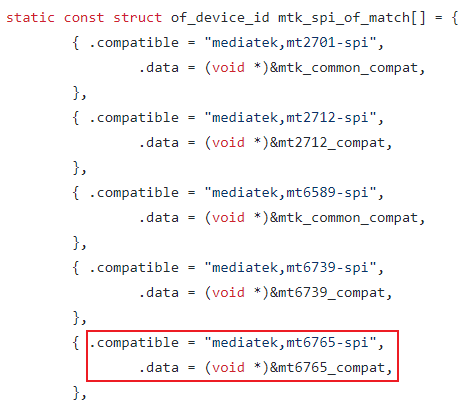 static const struct of_device_id mtk_spi_of_match[] = {
{ .compatible = "mediatek,mt2701-spi",
.data = (void *)&mtk_common_compat,
},
{ .compatible = "mediatek,mt2712-spi",
.data = (void *)&mt2712_compat,
},
{ .compatible = "mediatek,mt6589-spi",
.data = (void *)&mtk_common_compat,
},
{ .compatible = "mediatek,mt6739-spi",
.data = (void *)&mt6739_compat,
},
{ .compatible = "mediatek,mt6765-spi",
.data = (void *)&mt6765_compat,
},